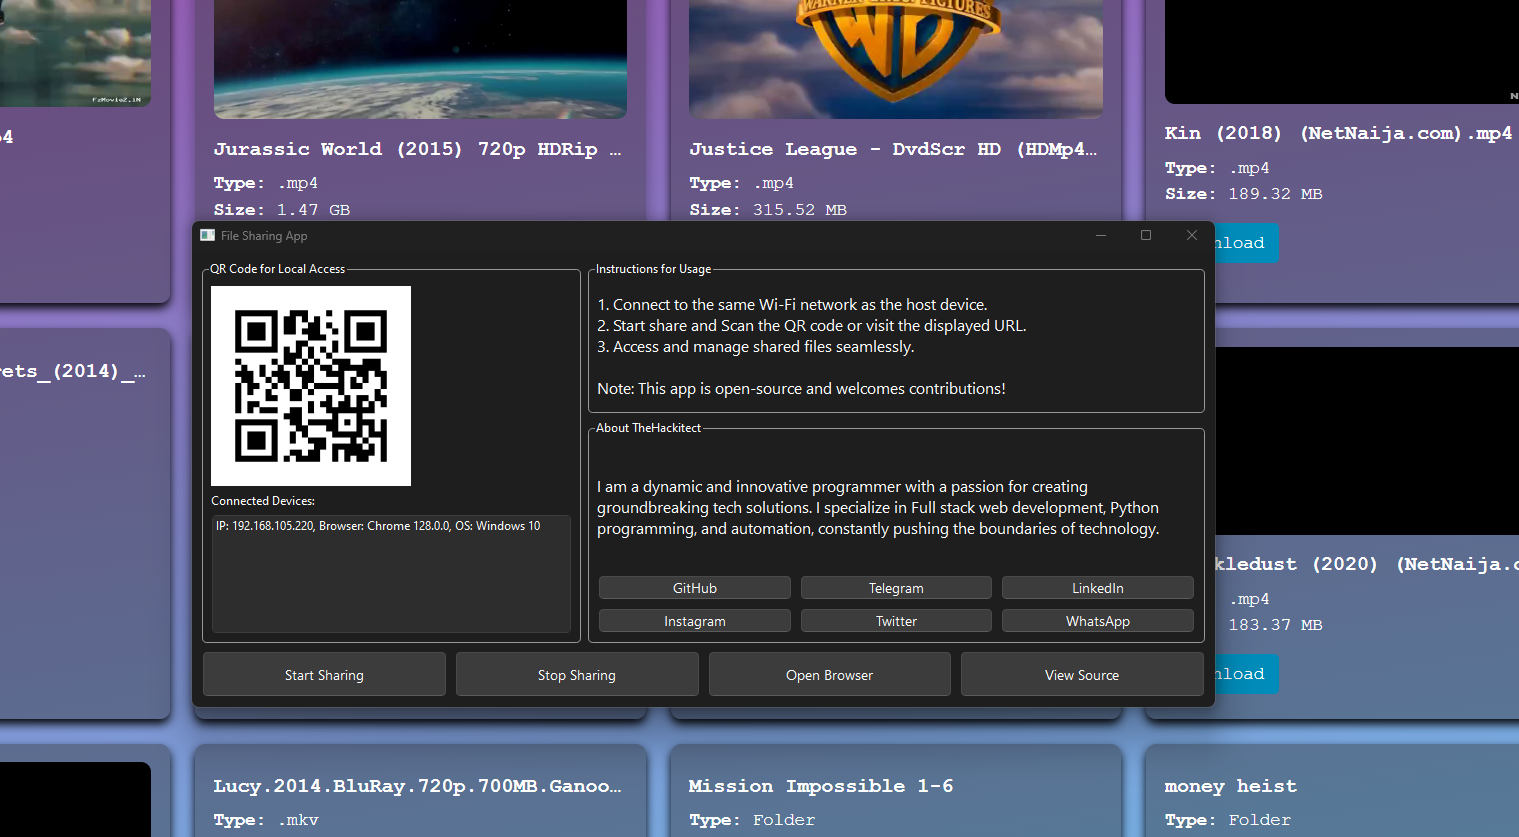 FzMovieZ.iN
WARNER BROS. PICTURES
p4
Jurassic World (2015) 720p HDRip …
Type: .mp4
Size: 1.47 GB
Justice League - DvdScr HD (HDMp4…
Type: .mp4
Size: 315.52 MB
Kin (2018) (NetNaija.com).mp4
Type: .mp4
Size: 189.32 MB
nload
File Sharing App
QR Code for Local Access
Connected Devices:
IP: 192.168.105.220, Browser: Chrome 128.0.0, OS: Windows 10
Instructions for Usage
1. Connect to the same Wi-Fi network as the host device.
2. Start share and Scan the QR code or visit the displayed URL.
3. Access and manage shared files seamlessly.
Note: This app is open-source and welcomes contributions!
About TheHackitect
I am a dynamic and innovative programmer with a passion for creating
groundbreaking tech solutions. I specialize in Full stack web development, Python
programming, and automation, constantly pushing the boundaries of technology.
GitHub Telegram LinkedIn
Instagram Twitter WhatsApp
Start Sharing Stop Sharing Open Browser View Source
rets_(2014)_…
kledust (2020) (NetNaija.c
.mp4
183.37 MB
nload
Lucy.2014.BluRay.720p.700MB.Ganoo…
Type: .mkv
Mission Impossible 1-6
Type: Folder
money heist
Type: Folder